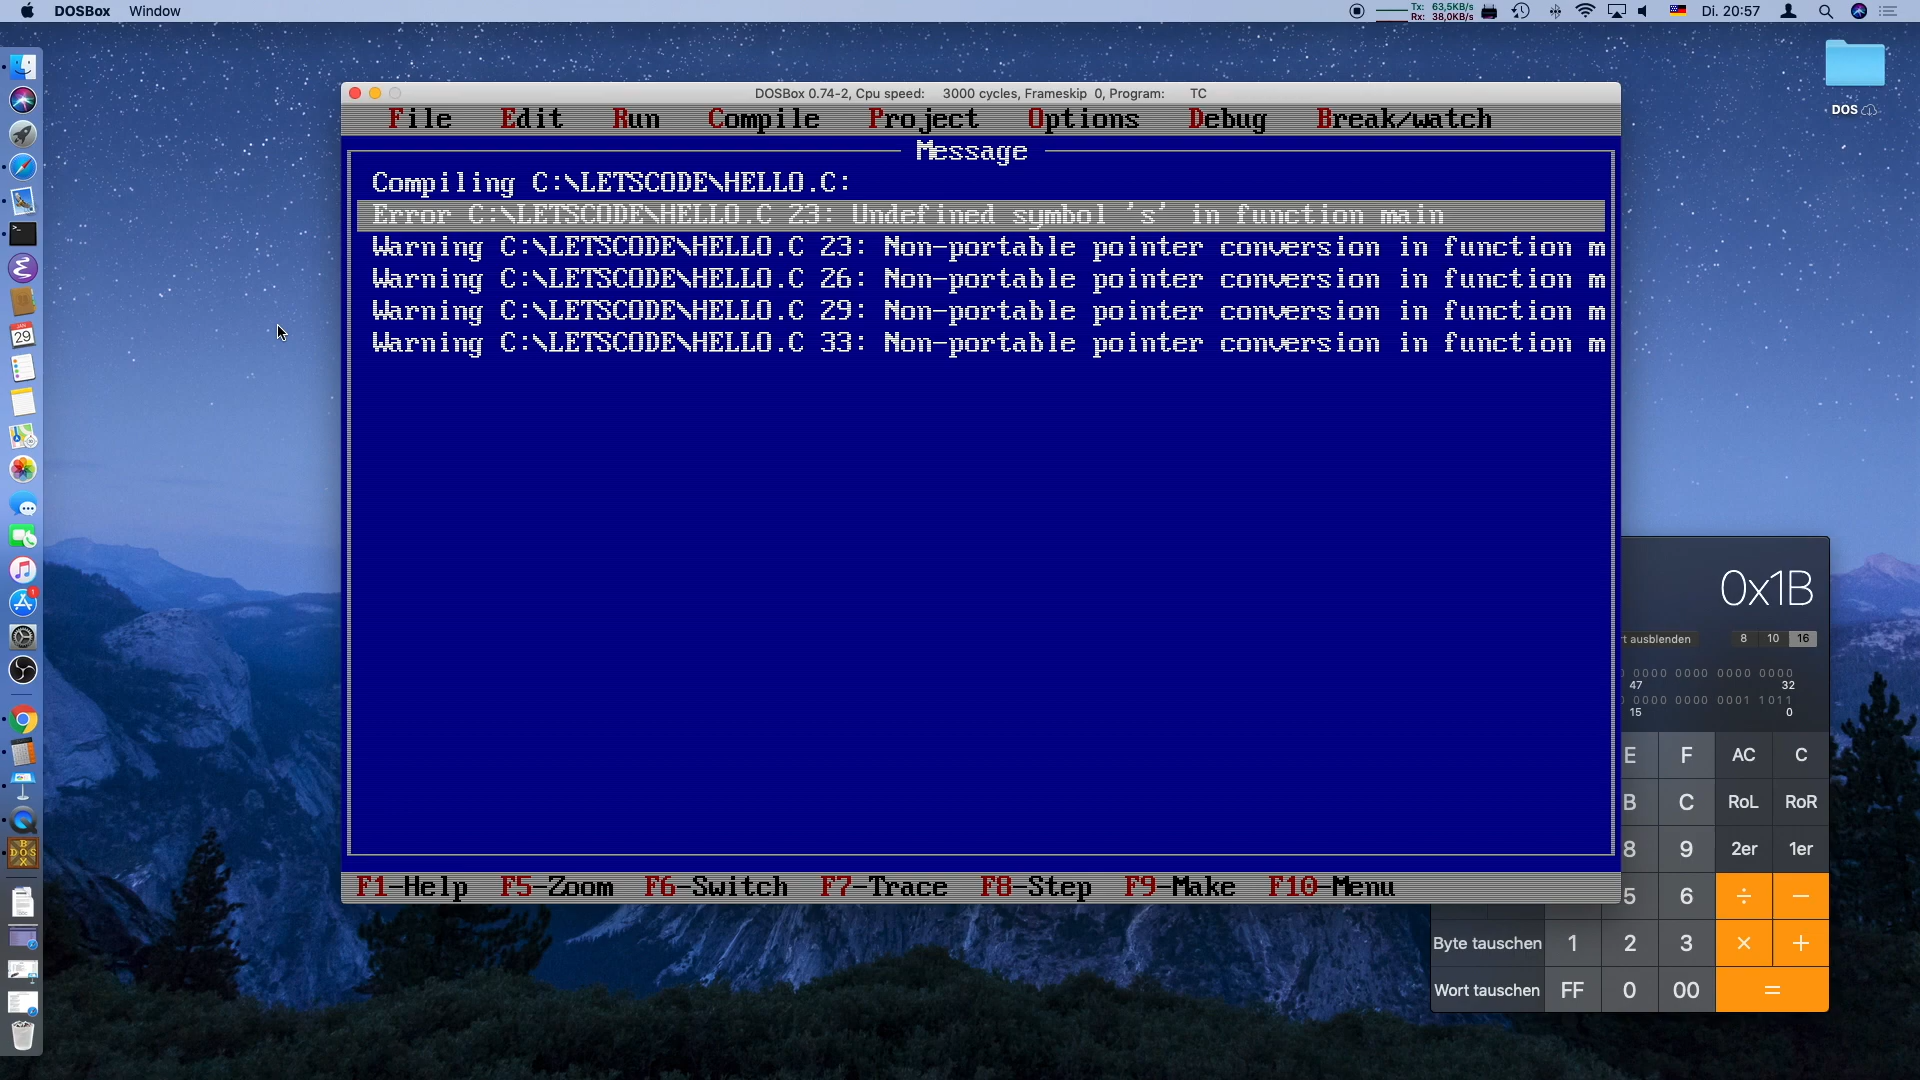 DOSBox Window Tx: 63,5KB/s Di. 20:57
Rx: 38,0KB/s
DOS
DOSBox 0.74-2, Cpu speed: 3000 cycles, Frameskip 0, Program: TC
File Edit Run Compile Project Options Debug Break/watch
Message
Compiling C:\LETSCODE\HELLO.C:
Error C:\LETSCODE\HELLO.C 23: Undefined symbol 's' in function main
Warning C:\LETSCODE\HELLO.C 23: Non-portable pointer conversion in function m
Warning C:\LETSCODE\HELLO.C 26: Non-portable pointer conversion in function m
Warning C:\LETSCODE\HELLO.C 29: Non-portable pointer conversion in function m
Warning C:\LETSCODE\HELLO.C 33: Non-portable pointer conversion in function m
F1-Help F5-Zoom F6-Switch F7-Trace F8-Step F9-Make F10-Menu
0x1B
t ausblenden 8 10 16
0000 0000 0000 0000
47 32
0000 0000 0001 1011
15 0
E F AC C
B C RoL RoR
8 9 2er 1er
5 6 ÷ −
Byte tauschen 1 2 3 × +
Wort tauschen FF 0 00 =
29
1